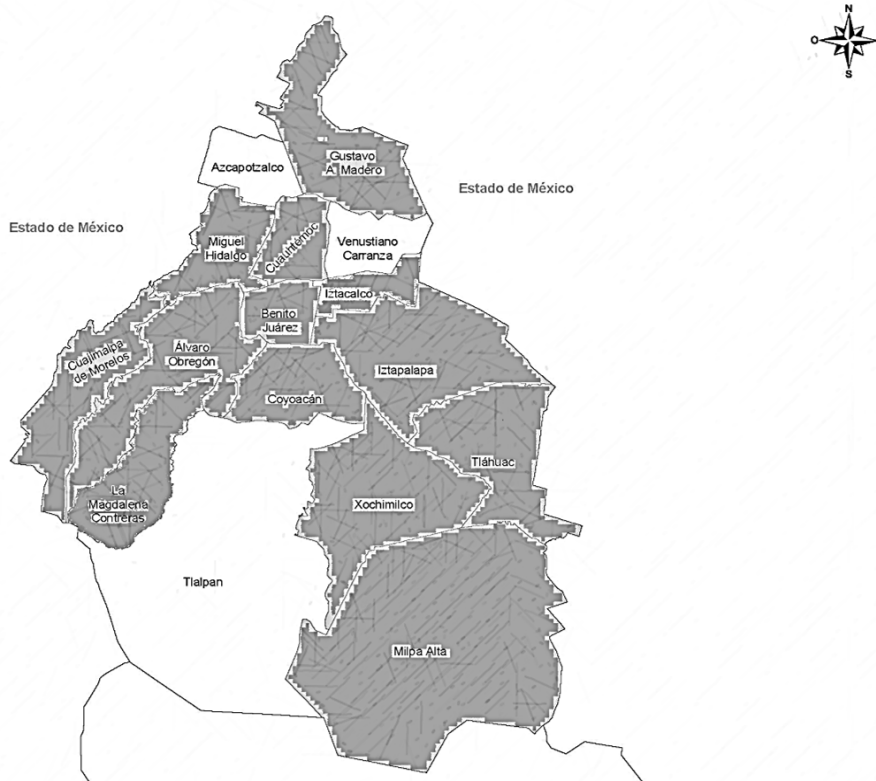 N
O
S
Azcapotzalco
Gustavo
A. Madero
Estado de México
Estado de México
Miguel
Hidalgo
Cuauhtémoc
Venustiano
Carranza
Iztacalco
Benito
Juárez
Cuajimalpa
de Morelos
Álvaro
Obregón
Iztapalapa
Coyoacán
Tláhuac
La
Magdalena
Contreras
Xochimilco
Tlalpan
Milpa Alta